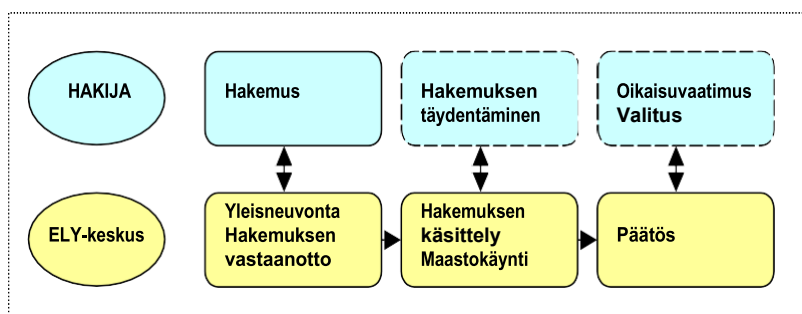 HAKIJA
Hakemus
Hakemuksen
täydentäminen
Oikaisuvaatimus
Valitus
ELY-keskus
Yleisneuvonta
Hakemuksen
vastaanotto
Hakemuksen
käsittely
Maastokäynti
Päätös